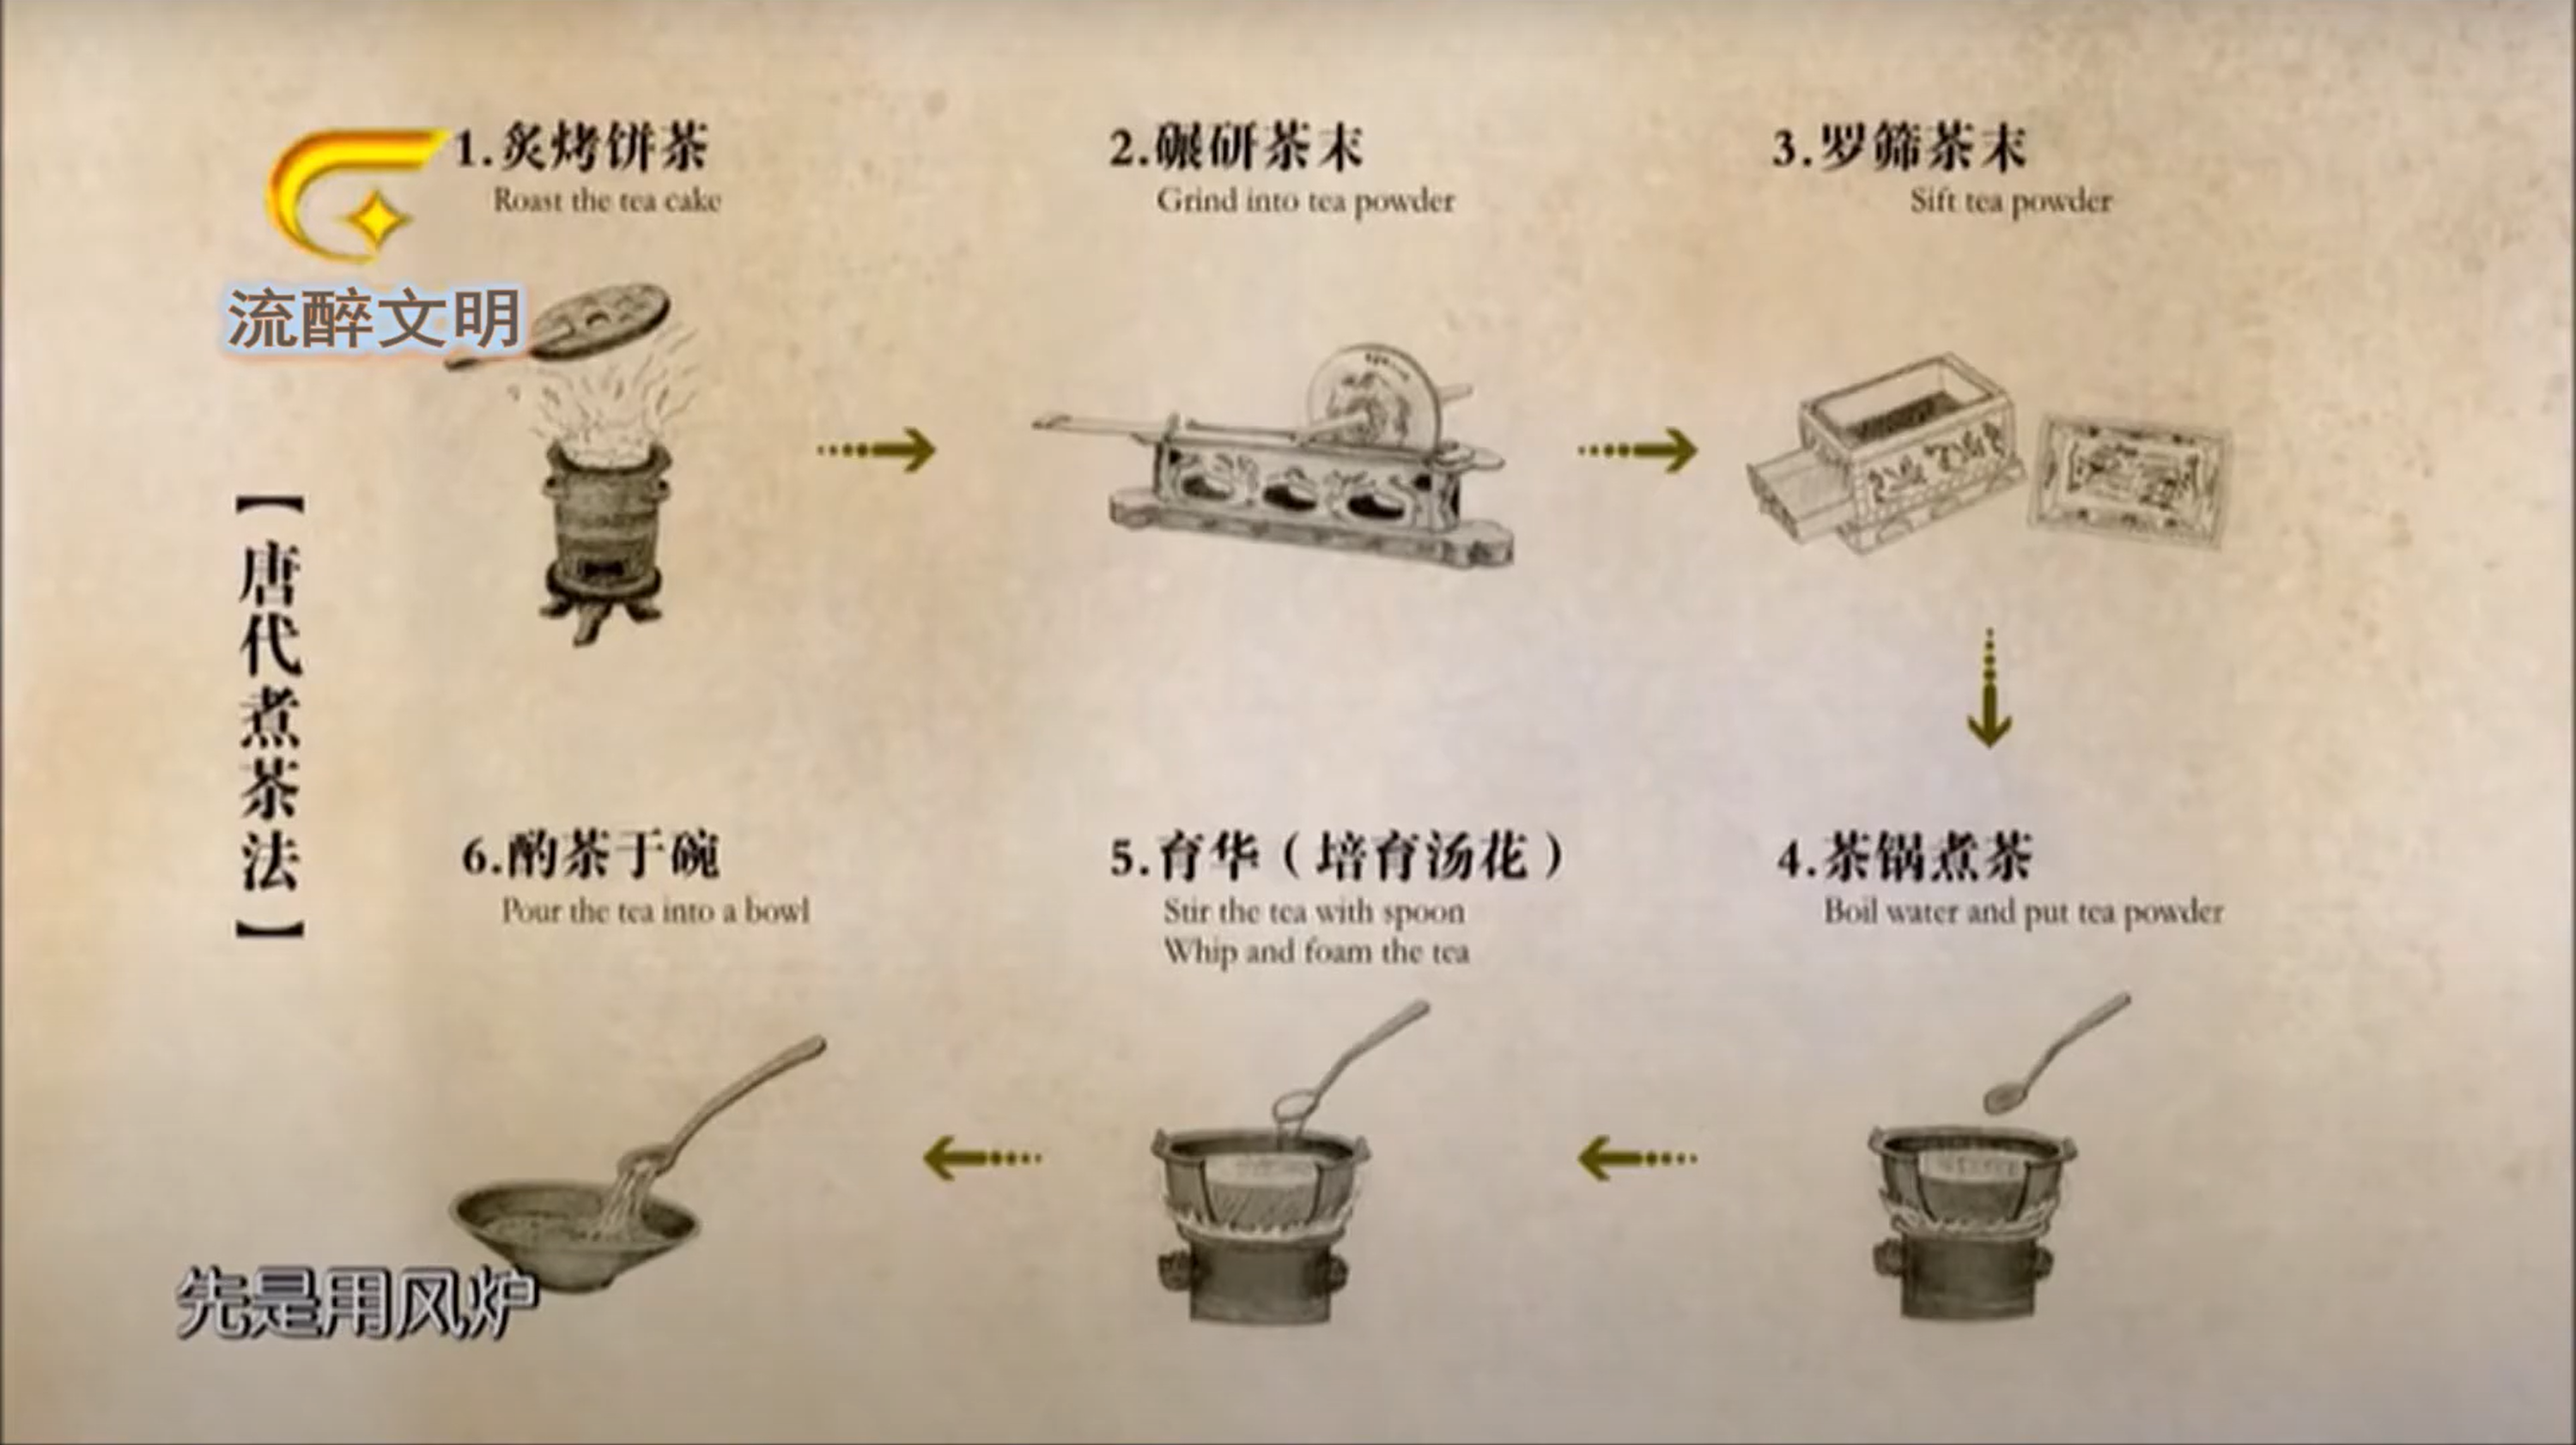 1.炙烤饼茶
Roast the tea cake
2.碾研茶末
Grind into tea powder
3.罗筛茶末
Sift tea powder
流醉文明
【唐代煮茶法】
6.酌茶于碗
Pour the tea into a bowl
5.育华（培育汤花）
Stir the tea with spoon
Whip and foam the tea
4.茶锅煮茶
Boil water and put tea powder
先是用风炉